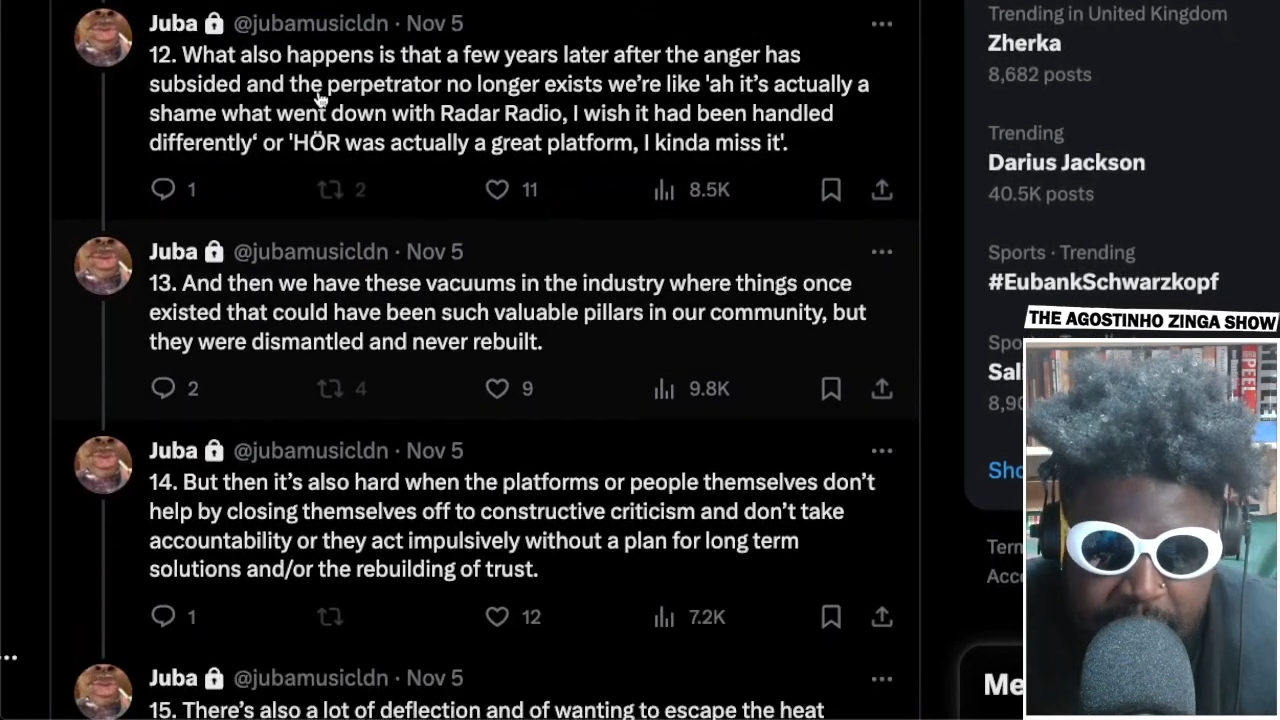 Juba @jubamusicldn · Nov 5
12. What also happens is that a few years later after the anger has
subsided and the perpetrator no longer exists we're like 'ah it's actually a
shame what went down with Radar Radio, I wish it had been handled
differently' or 'HÖR was actually a great platform, I kinda miss it'.
1 2 11 8.5K
Juba @jubamusicldn · Nov 5
13. And then we have these vacuums in the industry where things once
existed that could have been such valuable pillars in our community, but
they were dismantled and never rebuilt.
2 4 9 9.8K
Juba @jubamusicldn · Nov 5
14. But then it's also hard when the platforms or people themselves don't
help by closing themselves off to constructive criticism and don't take
accountability or they act impulsively without a plan for long term
solutions and/or the rebuilding of trust.
1 12 7.2K
Juba @jubamusicldn · Nov 5
15. There's also a lot of deflection and of wanting to escape the heat
Trending in United Kingdom
Zherka
8,682 posts
Trending
Darius Jackson
40.5K posts
Sports · Trending
#EubankSchwarzkopf
THE AGOSTINHO ZINGA SHOW
PEEL